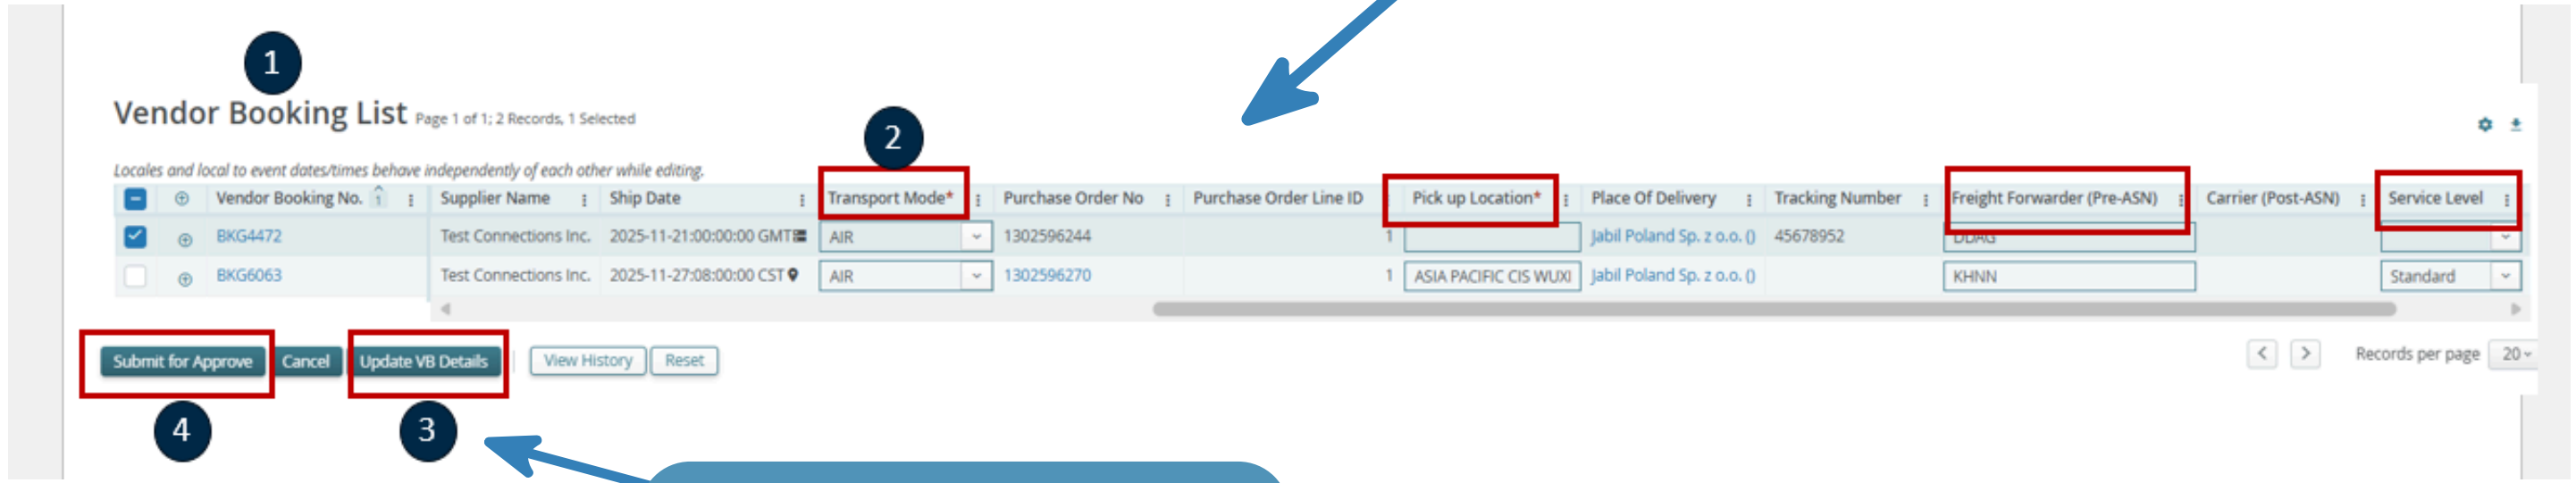 1
Vendor Booking List Page 1 of 1; 2 Records, 1 Selected
2
Locales and local to event dates/times behave independently of each other while editing.
Vendor Booking No. 1 Supplier Name Ship Date Transport Mode* Purchase Order No Purchase Order Line ID Pick up Location* Place Of Delivery Tracking Number Freight Forwarder (Pre-ASN) Carrier (Post-ASN) Service Level
BKG4472 Test Connections Inc. 2025-11-21:00:00:00 GMT AIR 1302596244 1 Jabil Poland Sp. z o.o. () 45678952 DDAG
BKG6063 Test Connections Inc. 2025-11-27:08:00:00 CST AIR 1302596270 1 ASIA PACIFIC CIS WUXI Jabil Poland Sp. z o.o. () KHNN Standard
Submit for Approve Cancel Update VB Details View History Reset Records per page 20
4 3